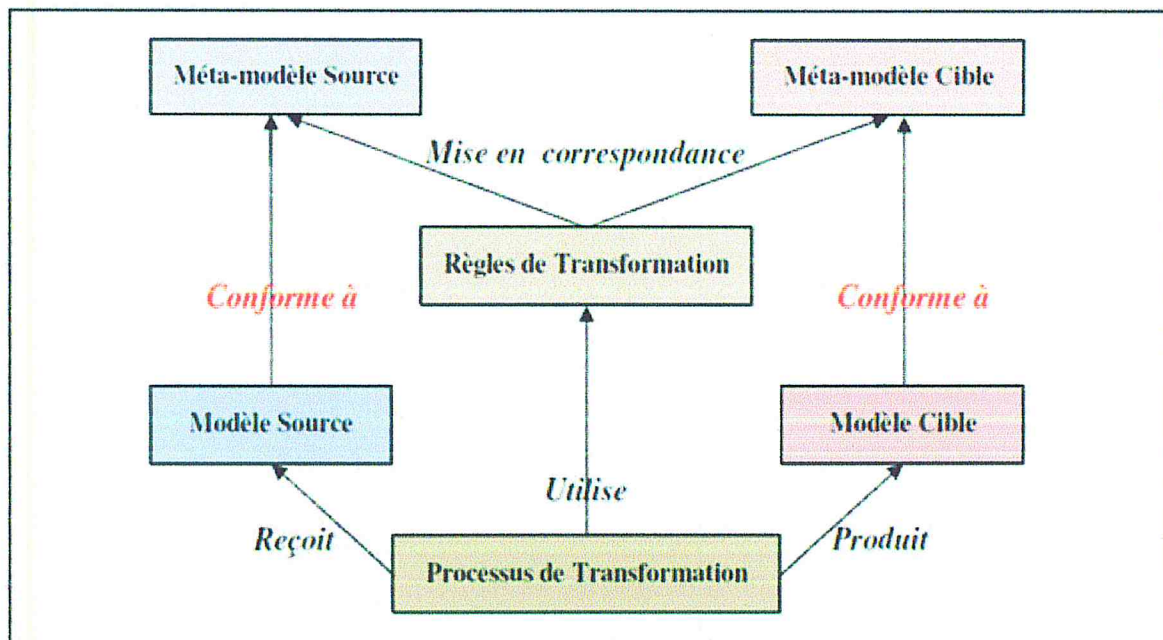 Méta-modèle Source
Méta-modèle Cible
Mise en correspondance
Règles de Transformation
Conforme à
Conforme à
Modèle Source
Modèle Cible
Utilise
Reçoit
Produit
Processus de Transformation